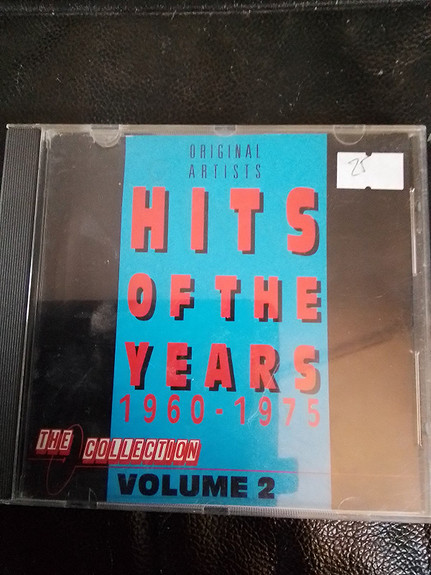 ORIGINAL
ARTISTS
25
HITS
OF THE
YEARS
1960-1975
THE COLLECTION
VOLUME 2